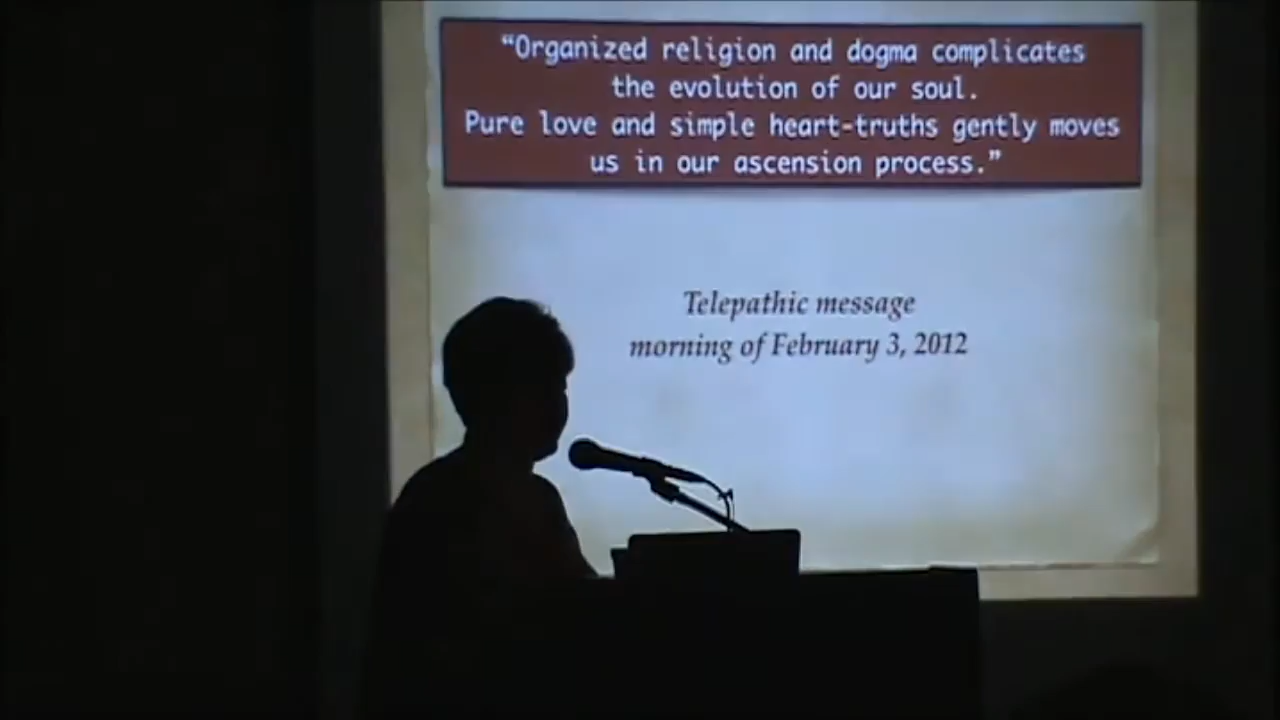 “Organized religion and dogma complicates
the evolution of our soul.
Pure love and simple heart-truths gently moves
us in our ascension process.”
Telepathic message
morning of February 3, 2012